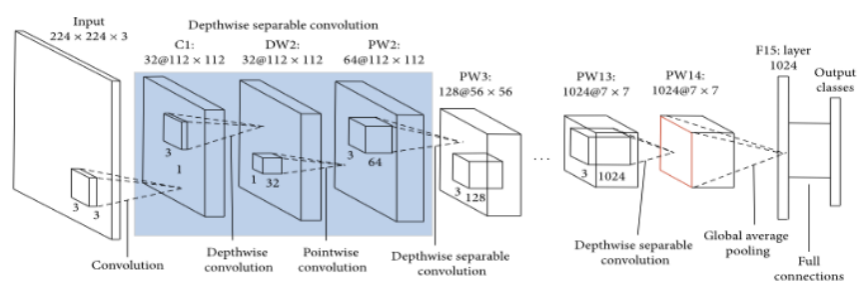 Input
224 × 224 × 3
Depthwise separable convolution
C1:
32@112 × 112
DW2:
32@112 × 112
PW2:
64@112 × 112
PW3:
128@56 × 56
PW13:
1024@7 × 7
PW14:
1024@7 × 7
F15: layer
1024
Output
classes
3
3
3
1
1
32
3
64
3
128
...
3
1024
Convolution
Depthwise
convolution
Pointwise
convolution
Depthwise separable
convolution
Depthwise separable
convolution
Global average
pooling
Full
connections